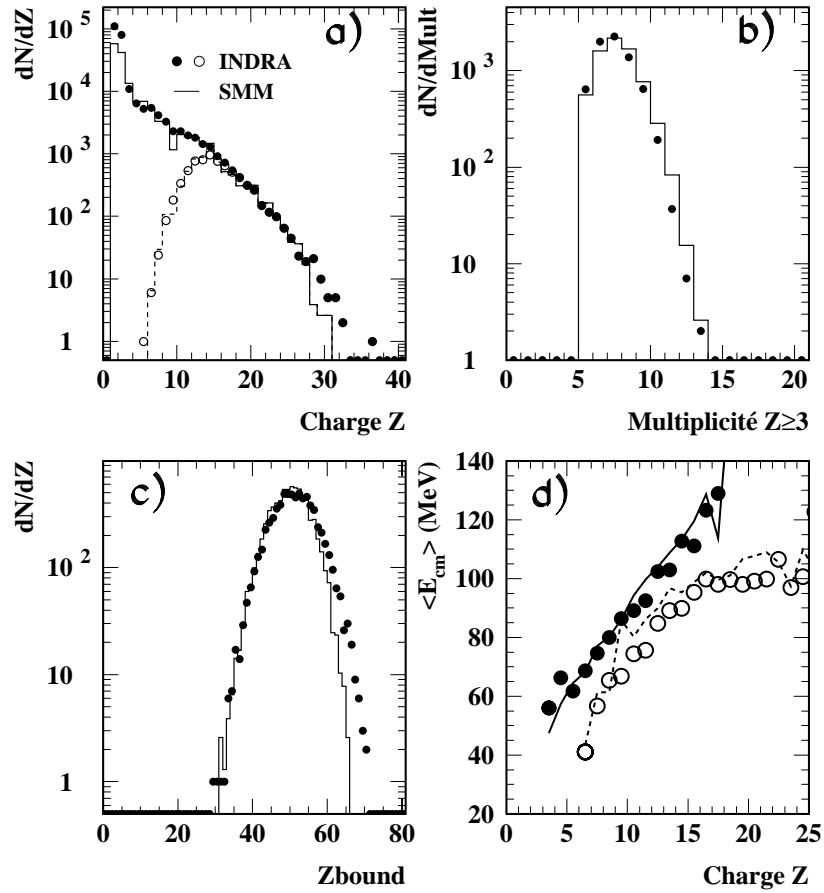 dN/dZ
10^5
10^4
10^3
10^2
10
1
a)
INDRA
SMM
0 10 20 30 40
Charge Z
dN/dMult
10^3
10^2
10
1
b)
0 5 10 15 20
Multiplicité Z≥3
dN/dZ
10^2
10
1
c)
0 20 40 60 80
Zbound
<E_cm> (MeV)
140
120
100
80
60
40
20
d)
0 5 10 15 20 25
Charge Z